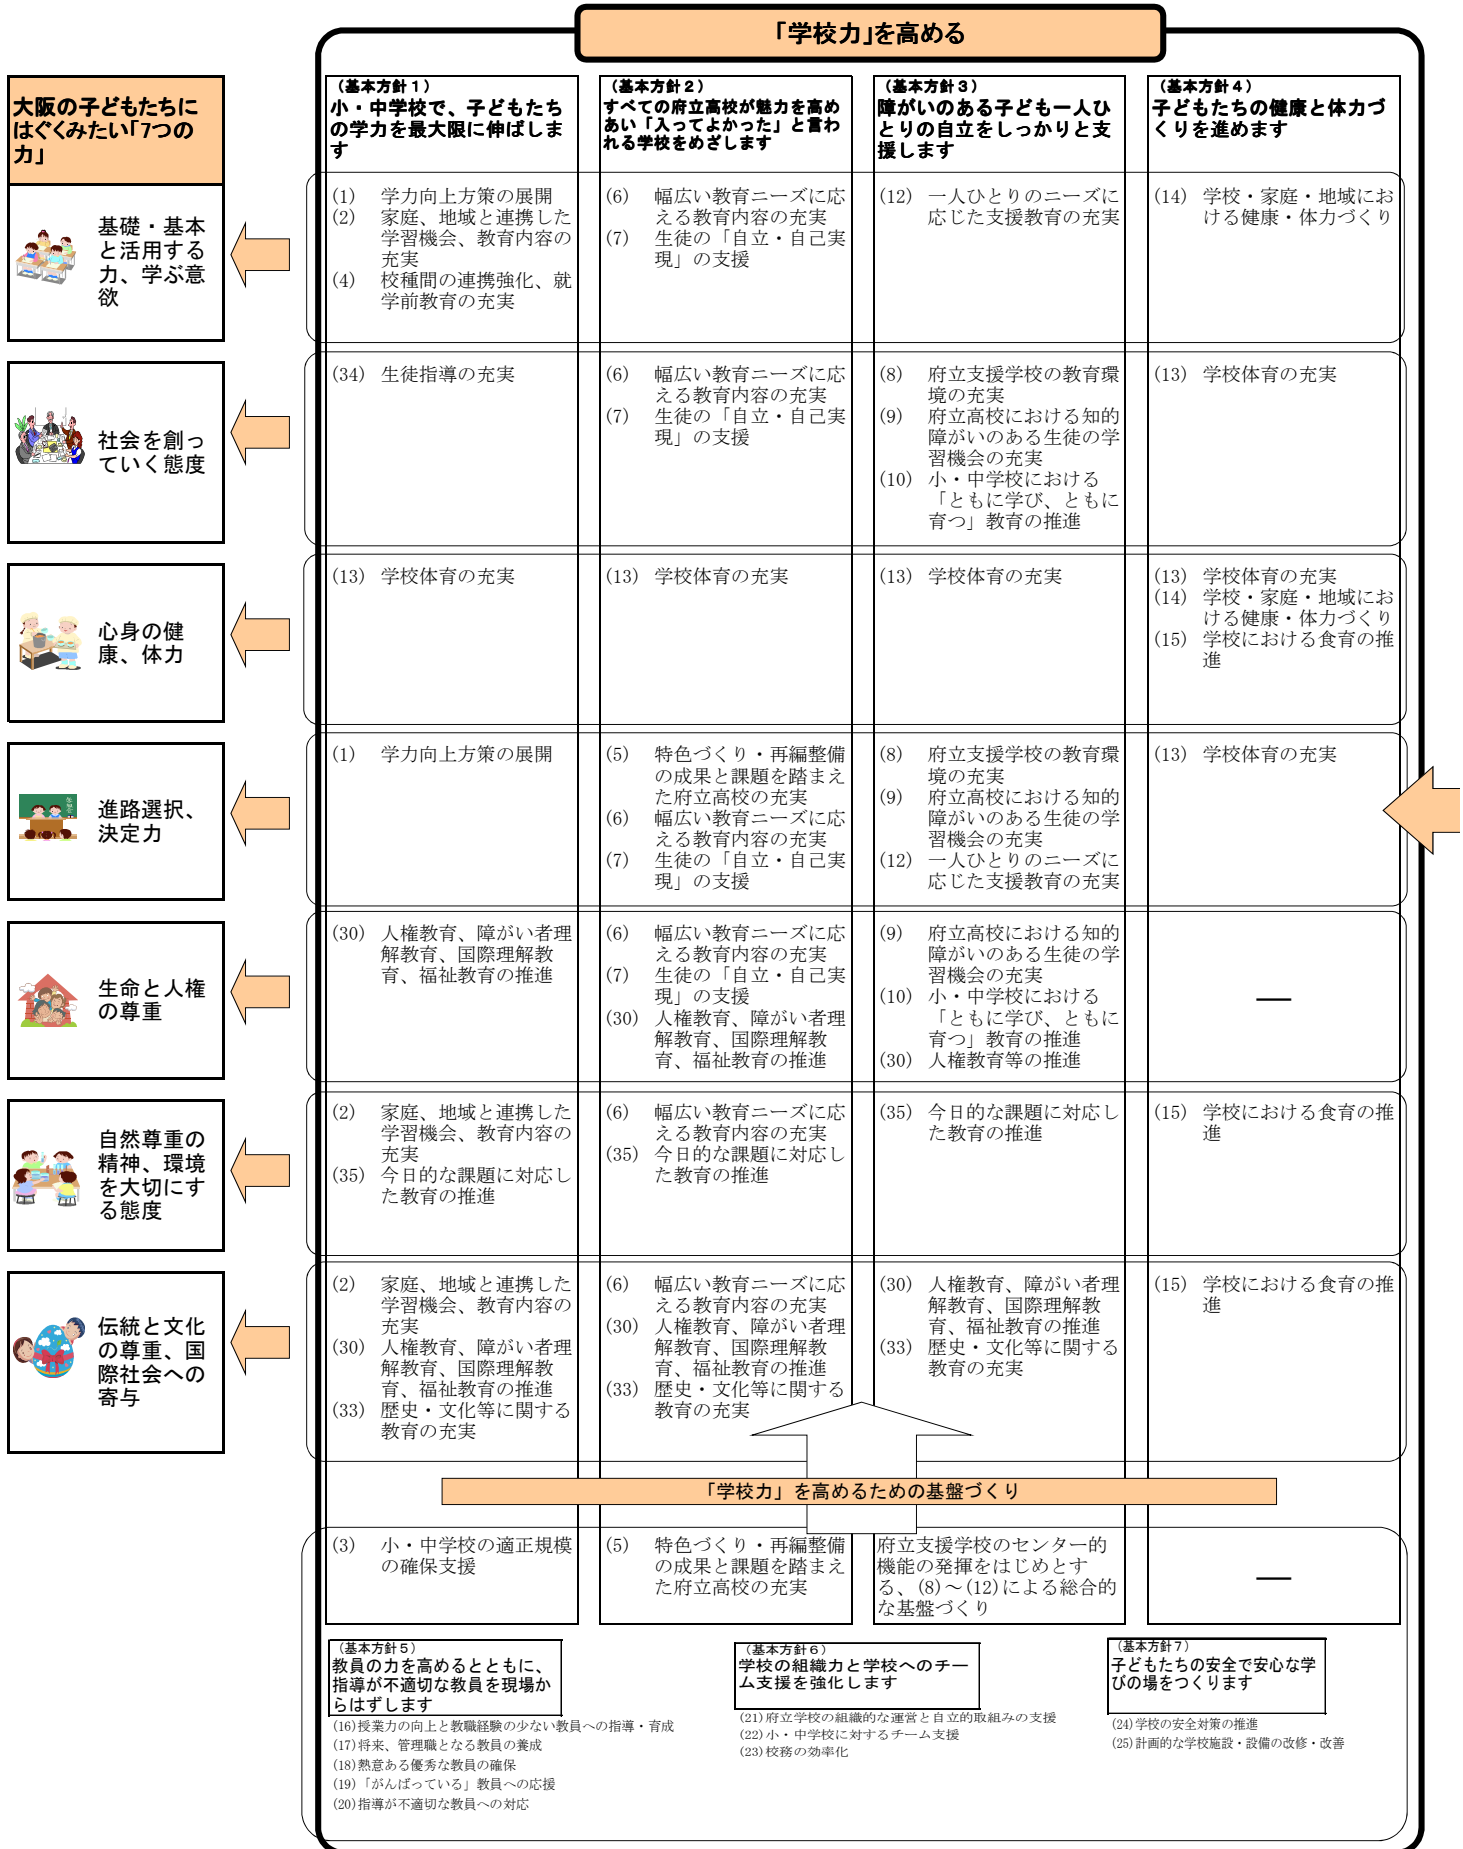 「学校力」を高める
大阪の子どもたちに
はぐくみたい「7つの
力」
（基本方針１）
小・中学校で、子どもたち
の学力を最大限に伸ばしま
す
（基本方針２）
すべての府立高校が魅力を高め
あい「入ってよかった」と言わ
れる学校をめざします
（基本方針３）
障がいのある子ども一人ひ
とりの自立をしっかりと支
援します
（基本方針４）
子どもたちの健康と体力づ
くりを進めます
基礎・基本
と活用する
力、学ぶ意
欲
(1) 学力向上方策の展開
(2) 家庭、地域と連携した
学習機会、教育内容の
充実
(4) 校種間の連携強化、就
学前教育の充実
(6) 幅広い教育ニーズに応
える教育内容の充実
(7) 生徒の「自立・自己実
現」の支援
(12) 一人ひとりのニーズに
応じた支援教育の充実
(14) 学校・家庭・地域にお
ける健康・体力づくり
社会を創っ
ていく態度
(34) 生徒指導の充実
(6) 幅広い教育ニーズに応
える教育内容の充実
(7) 生徒の「自立・自己実
現」の支援
(8) 府立支援学校の教育環
境の充実
(9) 府立高校における知的
障がいのある生徒の学
習機会の充実
(10) 小・中学校における
「ともに学び、ともに
育つ」教育の推進
(13) 学校体育の充実
心身の健
康、体力
(13) 学校体育の充実
(13) 学校体育の充実
(13) 学校体育の充実
(13) 学校体育の充実
(14) 学校・家庭・地域にお
ける健康・体力づくり
(15) 学校における食育の推
進
進路選択、
決定力
(1) 学力向上方策の展開
(5) 特色づくり・再編整備
の成果と課題を踏まえ
た府立高校の充実
(6) 幅広い教育ニーズに応
える教育内容の充実
(7) 生徒の「自立・自己実
現」の支援
(8) 府立支援学校の教育環
境の充実
(9) 府立高校における知的
障がいのある生徒の学
習機会の充実
(12) 一人ひとりのニーズに
応じた支援教育の充実
(13) 学校体育の充実
生命と人権
の尊重
(30) 人権教育、障がい者理
解教育、国際理解教
育、福祉教育の推進
(6) 幅広い教育ニーズに応
える教育内容の充実
(7) 生徒の「自立・自己実
現」の支援
(30) 人権教育、障がい者理
解教育、国際理解教
育、福祉教育の推進
(9) 府立高校における知的
障がいのある生徒の学
習機会の充実
(10) 小・中学校における
「ともに学び、ともに
育つ」教育の推進
(30) 人権教育等の推進
―
自然尊重の
精神、環境
を大切にす
る態度
(2) 家庭、地域と連携した
学習機会、教育内容の
充実
(35) 今日的な課題に対応し
た教育の推進
(6) 幅広い教育ニーズに応
える教育内容の充実
(35) 今日的な課題に対応し
た教育の推進
(35) 今日的な課題に対応し
た教育の推進
(15) 学校における食育の推
進
伝統と文化
の尊重、国
際社会への
寄与
(2) 家庭、地域と連携した
学習機会、教育内容の
充実
(30) 人権教育、障がい者理
解教育、国際理解教
育、福祉教育の推進
(33) 歴史・文化等に関する
教育の充実
(6) 幅広い教育ニーズに応
える教育内容の充実
(30) 人権教育、障がい者理
解教育、国際理解教
育、福祉教育の推進
(33) 歴史・文化等に関する
教育の充実
(30) 人権教育、障がい者理
解教育、国際理解教
育、福祉教育の推進
(33) 歴史・文化等に関する
教育の充実
(15) 学校における食育の推
進
「学校力」を高めるための基盤づくり
(3) 小・中学校の適正規模
の確保支援
(5) 特色づくり・再編整備
の成果と課題を踏まえ
た府立高校の充実
府立支援学校のセンター的
機能の発揮をはじめとす
る、(8)～(12)による総合的
な基盤づくり
―
（基本方針５）
教員の力を高めるとともに、
指導が不適切な教員を現場か
らはずします
(16)授業力の向上と教職経験の少ない教員への指導・育成
(17)将来、管理職となる教員の養成
(18)熱意ある優秀な教員の確保
(19)「がんばっている」教員への応援
(20)指導が不適切な教員への対応
（基本方針６）
学校の組織力と学校へのチー
ム支援を強化します
(21)府立学校の組織的な運営と自立的取組みの支援
(22)小・中学校に対するチーム支援
(23)校務の効率化
（基本方針７）
子どもたちの安全で安心な学
びの場をつくります
(24)学校の安全対策の推進
(25)計画的な学校施設・設備の改修・改善